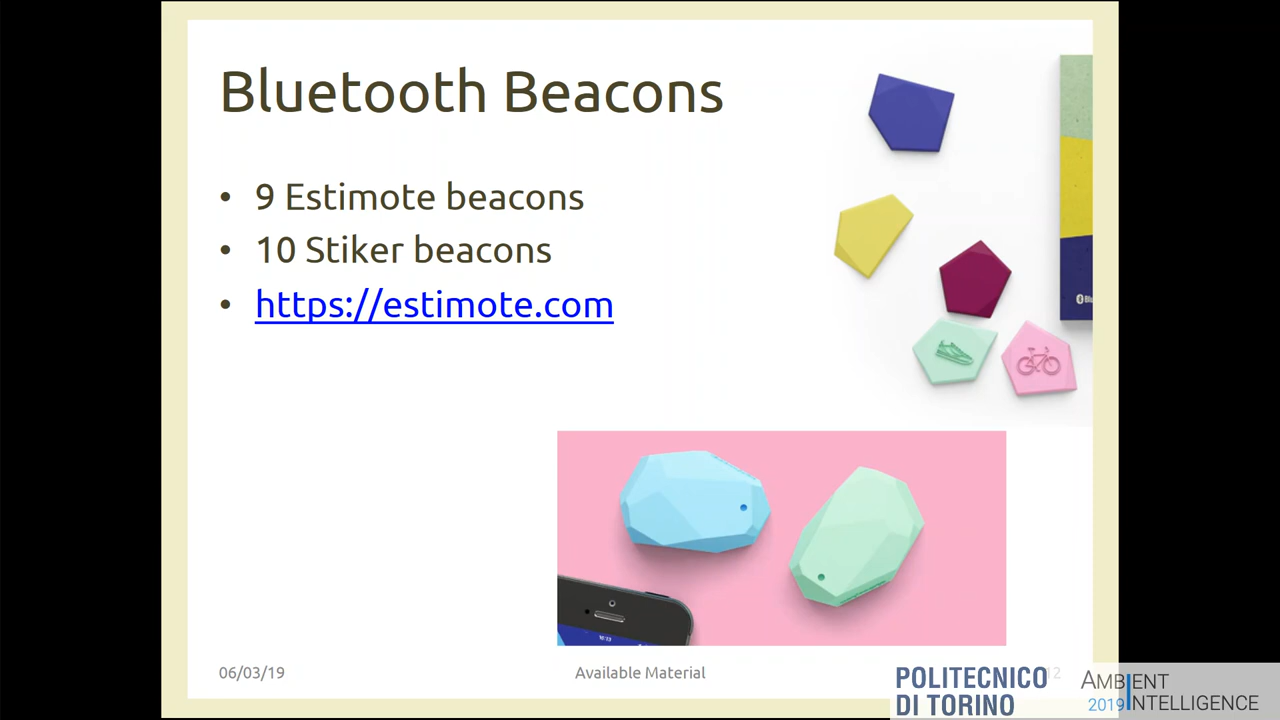 Bluetooth Beacons
• 9 Estimote beacons
• 10 Stiker beacons
• https://estimote.com
06/03/19
Available Material
12
POLITECNICO
DI TORINO
AMBIENT
2019 INTELLIGENCE